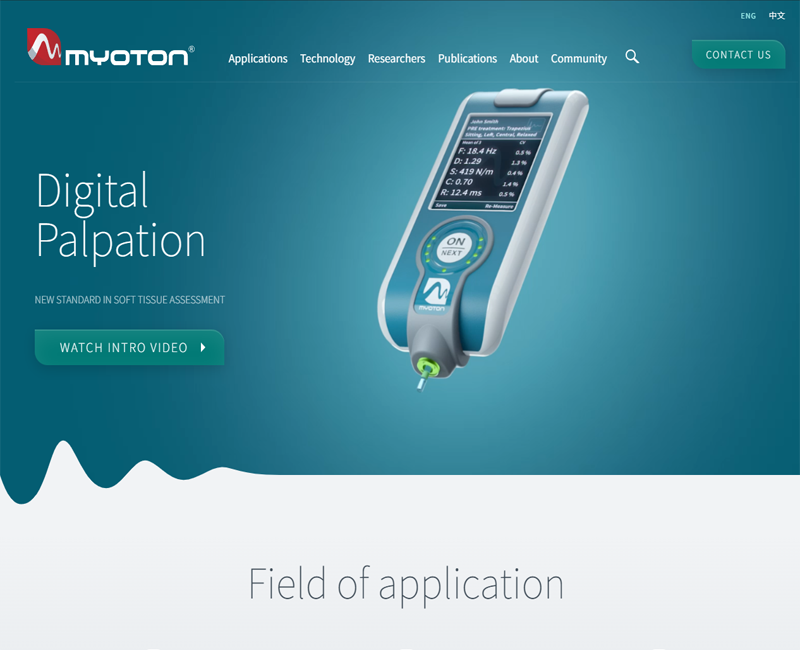 ENG 中文
MYOTON®
Applications Technology Researchers Publications About Community
CONTACT US
John Smith
PRE treatment: Trapezius
Sitting, Left, Central, Relaxed
Mean of 3 CV
F: 18.4 Hz 0.5 %
D: 1.29 1.3 %
S: 419 N/m 0.4 %
C: 0.70 1.4 %
R: 12.4 ms 0.5 %
Save Re-Measure
ON
NEXT
MYOTON
Digital
Palpation
NEW STANDARD IN SOFT TISSUE ASSESSMENT
WATCH INTRO VIDEO
Field of application